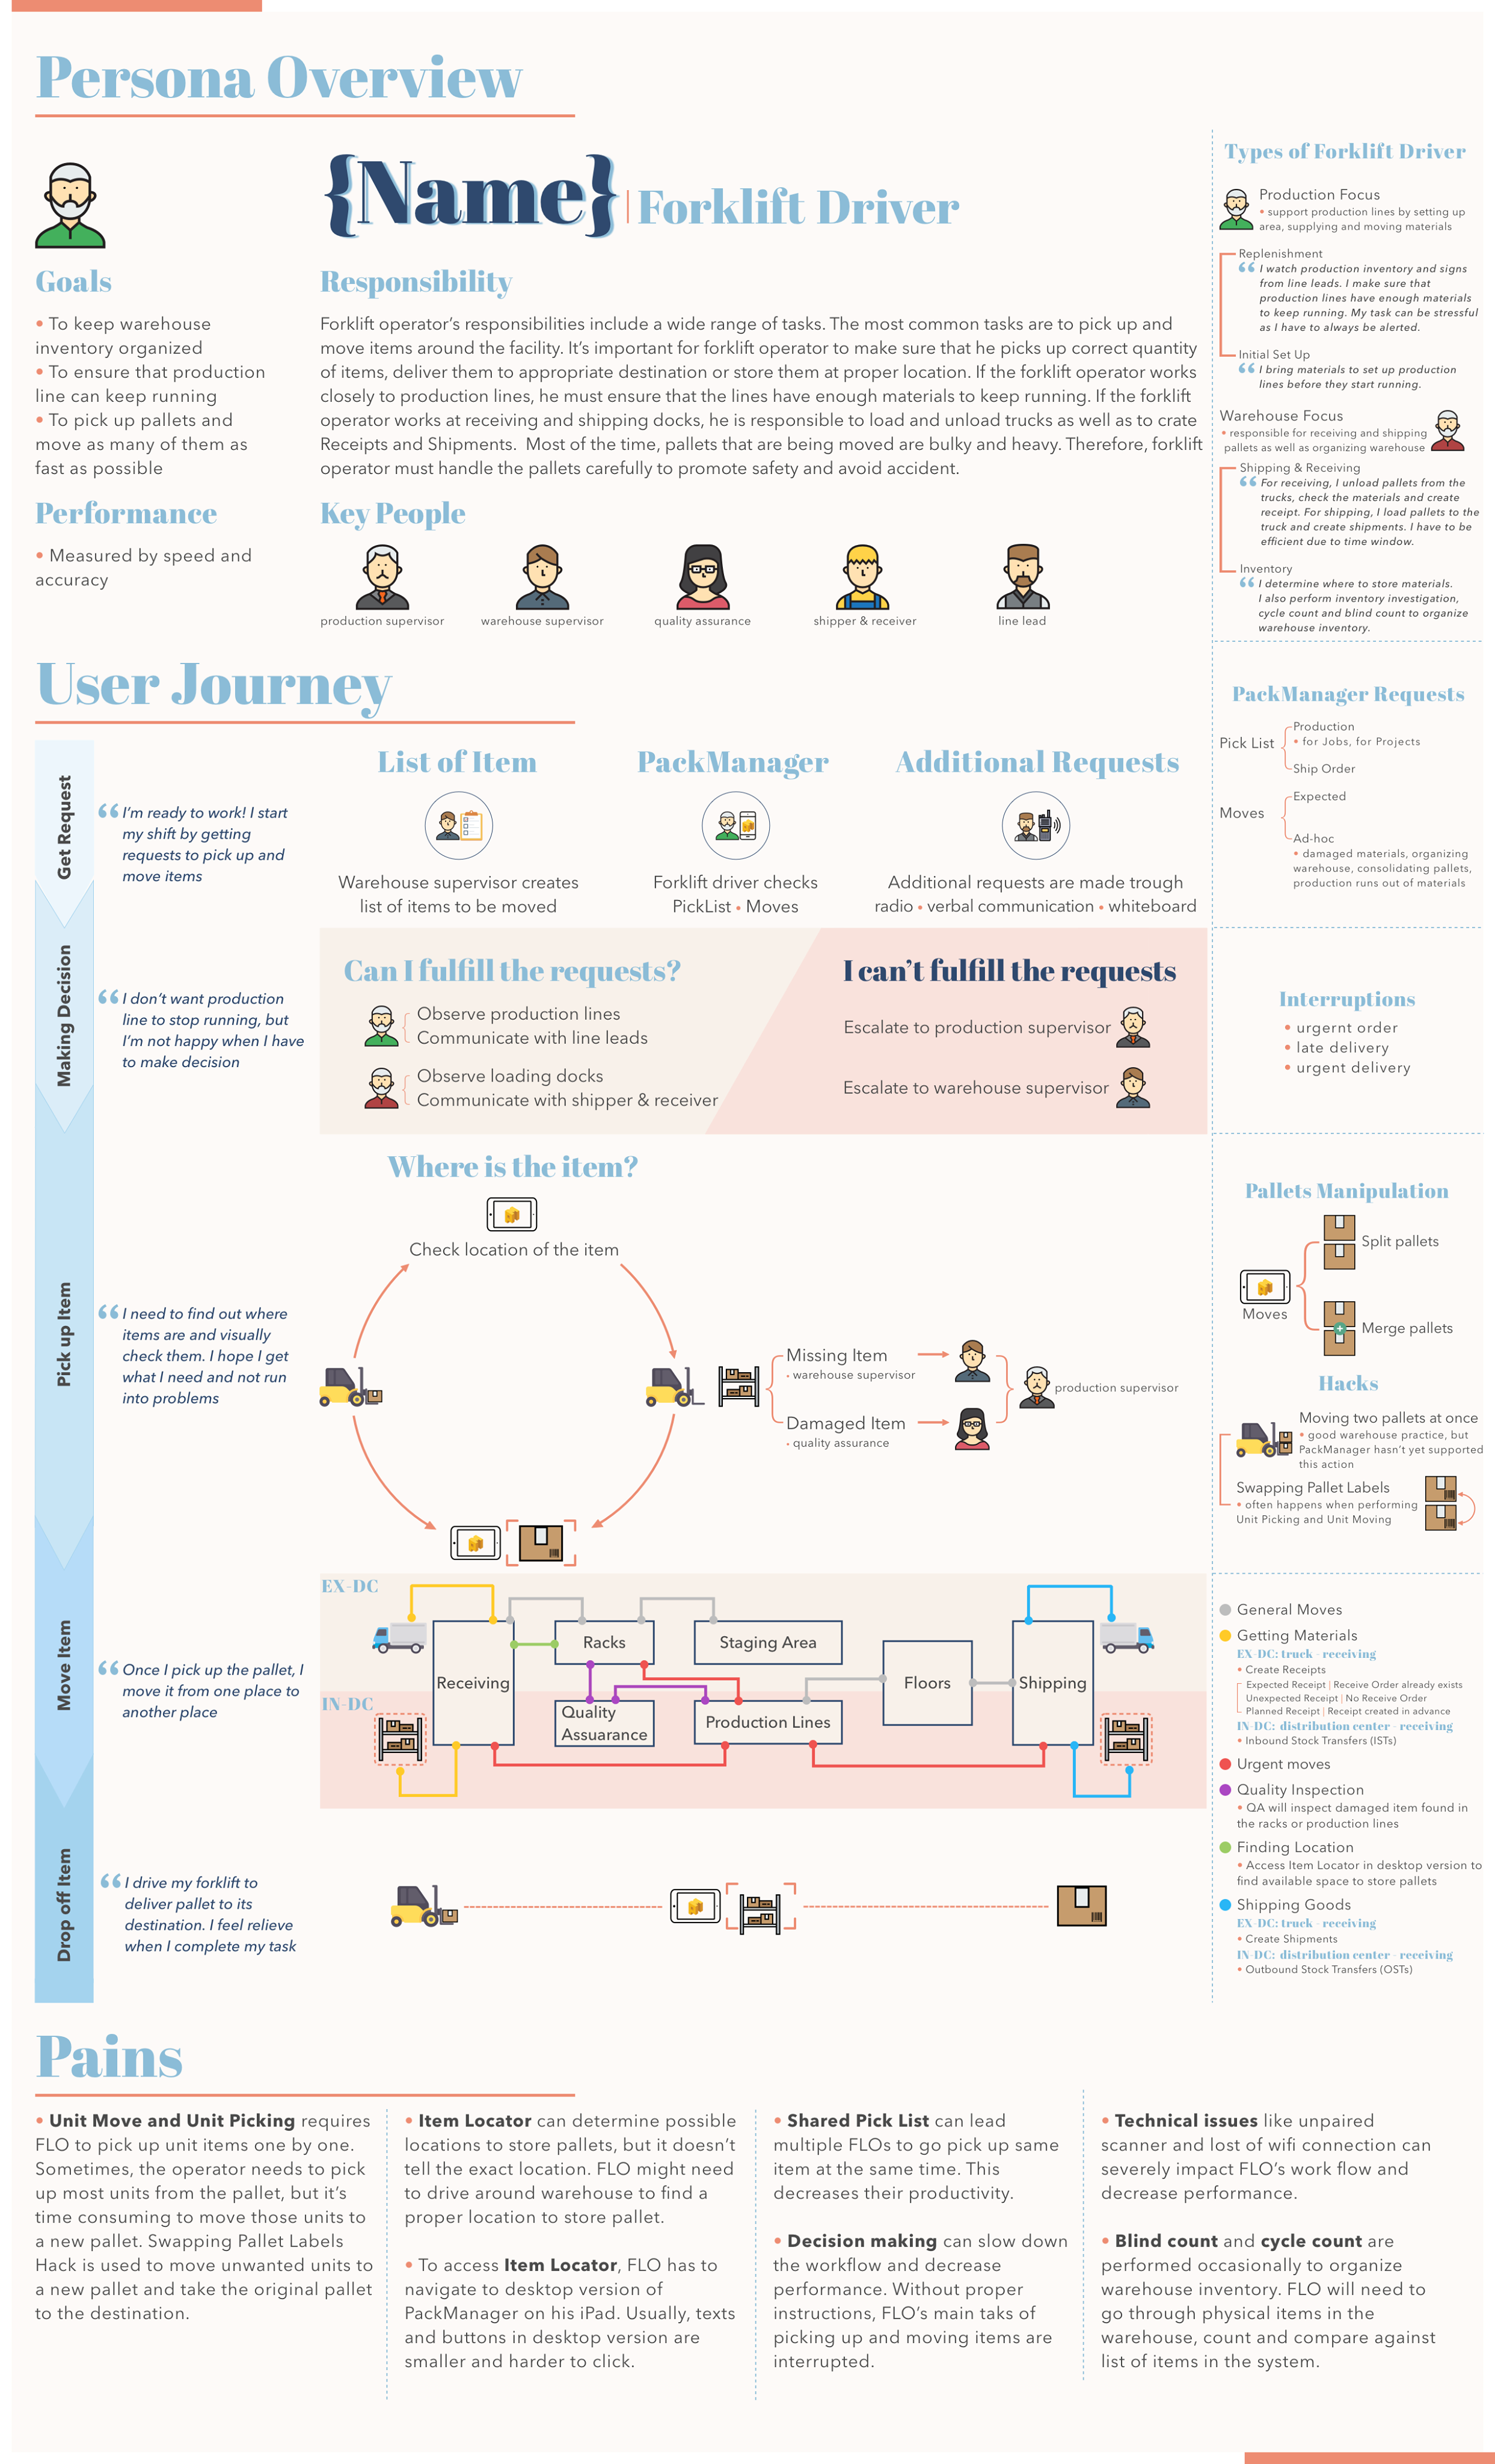 Persona Overview
{Name}
Forklift Driver
Goals
• To keep warehouse
inventory organized
• To ensure that production
line can keep running
• To pick up pallets and
move as many of them as
fast as possible
Performance
• Measured by speed and
accuracy
Responsibility
Forklift operator's responsibilities include a wide range of tasks. The most common tasks are to pick up and
move items around the facility. It's important for forklift operator to make sure that he picks up correct quantity
of items, deliver them to appropriate destination or store them at proper location. If the forklift operator works
closely to production lines, he must ensure that the lines have enough materials to keep running. If the forklift
operator works at receiving and shipping docks, he is responsible to load and unload trucks as well as to crate
Receipts and Shipments. Most of the time, pallets that are being moved are bulky and heavy. Therefore, forklift
operator must handle the pallets carefully to promote safety and avoid accident.
Key People
production supervisor
warehouse supervisor
quality assurance
shipper & receiver
line lead
Types of Forklift Driver
Production Focus
• support production lines by setting up
area, supplying and moving materials
Replenishment
“ I watch production inventory and signs
from line leads. I make sure that
production lines have enough materials
to keep running. My task can be stressful
as I have to always be alerted.
Initial Set Up
“ I bring materials to set up production
lines before they start running.
Warehouse Focus
• responsible for receiving and shipping
pallets as well as organizing warehouse
Shipping & Receiving
“ For receiving, I unload pallets from the
trucks, check the materials and create
receipt. For shipping, I load pallets to the
truck and create shipments. I have to be
efficient due to time window.
Inventory
“ I determine where to store materials.
I also perform inventory investigation,
cycle count and blind count to organize
warehouse inventory.
User Journey
Get Request
“ I'm ready to work! I start
my shift by getting
requests to pick up and
move items
List of Item
Warehouse supervisor creates
list of items to be moved
PackManager
Forklift driver checks
PickList • Moves
Additional Requests
Additional requests are made trough
radio • verbal communication • whiteboard
PackManager Requests
Pick List
Production
• for Jobs, for Projects
Ship Order
Moves
Expected
Ad-hoc
• damaged materials, organizing
warehouse, consolidating pallets,
production runs out of materials
Making Decision
“ I don't want production
line to stop running, but
I'm not happy when I have
to make decision
Can I fulfill the requests?
Observe production lines
Communicate with line leads
Observe loading docks
Communicate with shipper & receiver
I can't fulfill the requests
Escalate to production supervisor
Escalate to warehouse supervisor
Interruptions
• urgernt order
• late delivery
• urgent delivery
Pick up Item
“ I need to find out where
items are and visually
check them. I hope I get
what I need and not run
into problems
Where is the item?
Check location of the item
Missing Item
• warehouse supervisor
Damaged Item
• quality assurance
production supervisor
Pallets Manipulation
Moves
Split pallets
Merge pallets
Hacks
Moving two pallets at once
• good warehouse practice, but
PackManager hasn't yet supported
this action
Swapping Pallet Labels
• often happens when performing
Unit Picking and Unit Moving
Move Item
“ Once I pick up the pallet, I
move it from one place to
another place
EX-DC
IN-DC
Receiving
Racks
Staging Area
Quality
Assuarance
Production Lines
Floors
Shipping
General Moves
Getting Materials
EX-DC: truck - receiving
• Create Receipts
Expected Receipt | Receive Order already exists
Unexpected Receipt | No Receive Order
Planned Receipt | Receipt created in advance
IN-DC: distribution center - receiving
• Inbound Stock Transfers (ISTs)
Urgent moves
Quality Inspection
• QA will inspect damaged item found in
the racks or production lines
Finding Location
• Access Item Locator in desktop version to
find available space to store pallets
Shipping Goods
EX-DC: truck - receiving
• Create Shipments
IN-DC: distribution center - receiving
• Outbound Stock Transfers (OSTs)
Drop off Item
“ I drive my forklift to
deliver pallet to its
destination. I feel relieve
when I complete my task
Pains
• Unit Move and Unit Picking requires
FLO to pick up unit items one by one.
Sometimes, the operator needs to pick
up most units from the pallet, but it's
time consuming to move those units to
a new pallet. Swapping Pallet Labels
Hack is used to move unwanted units to
a new pallet and take the original pallet
to the destination.
• Item Locator can determine possible
locations to store pallets, but it doesn't
tell the exact location. FLO might need
to drive around warehouse to find a
proper location to store pallet.
• To access Item Locator, FLO has to
navigate to desktop version of
PackManager on his iPad. Usually, texts
and buttons in desktop version are
smaller and harder to click.
• Shared Pick List can lead
multiple FLOs to go pick up same
item at the same time. This
decreases their productivity.
• Decision making can slow down
the workflow and decrease
performance. Without proper
instructions, FLO's main taks of
picking up and moving items are
interrupted.
• Technical issues like unpaired
scanner and lost of wifi connection can
severely impact FLO's work flow and
decrease performance.
• Blind count and cycle count are
performed occasionally to organize
warehouse inventory. FLO will need to
go through physical items in the
warehouse, count and compare against
list of items in the system.